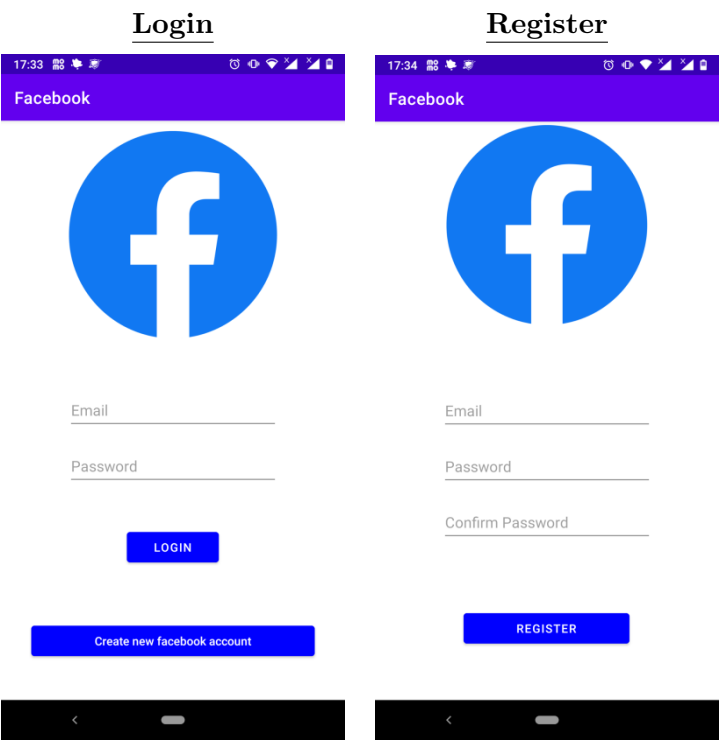 Login
17:33
Facebook
Email
Password
LOGIN
Create new facebook account
Register
17:34
Facebook
Email
Password
Confirm Password
REGISTER